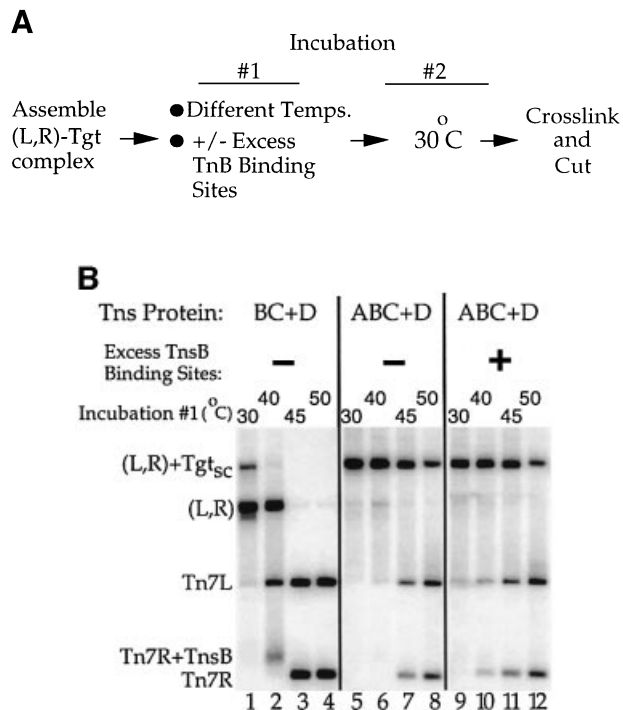 A
Incubation
#1 #2
Assemble
(L,R)-Tgt
complex
Different Temps.
+/- Excess
TnB Binding
Sites
30 °C
Crosslink
and
Cut
B
Tns Protein: BC+D ABC+D ABC+D
Excess TnsB
Binding Sites: − − +
Incubation #1 (°C) 30 40 45 50 30 40 45 50 30 40 45 50
(L,R)+Tgtsc
(L,R)
Tn7L
Tn7R+TnsB
Tn7R
1 2 3 4 5 6 7 8 9 10 11 12